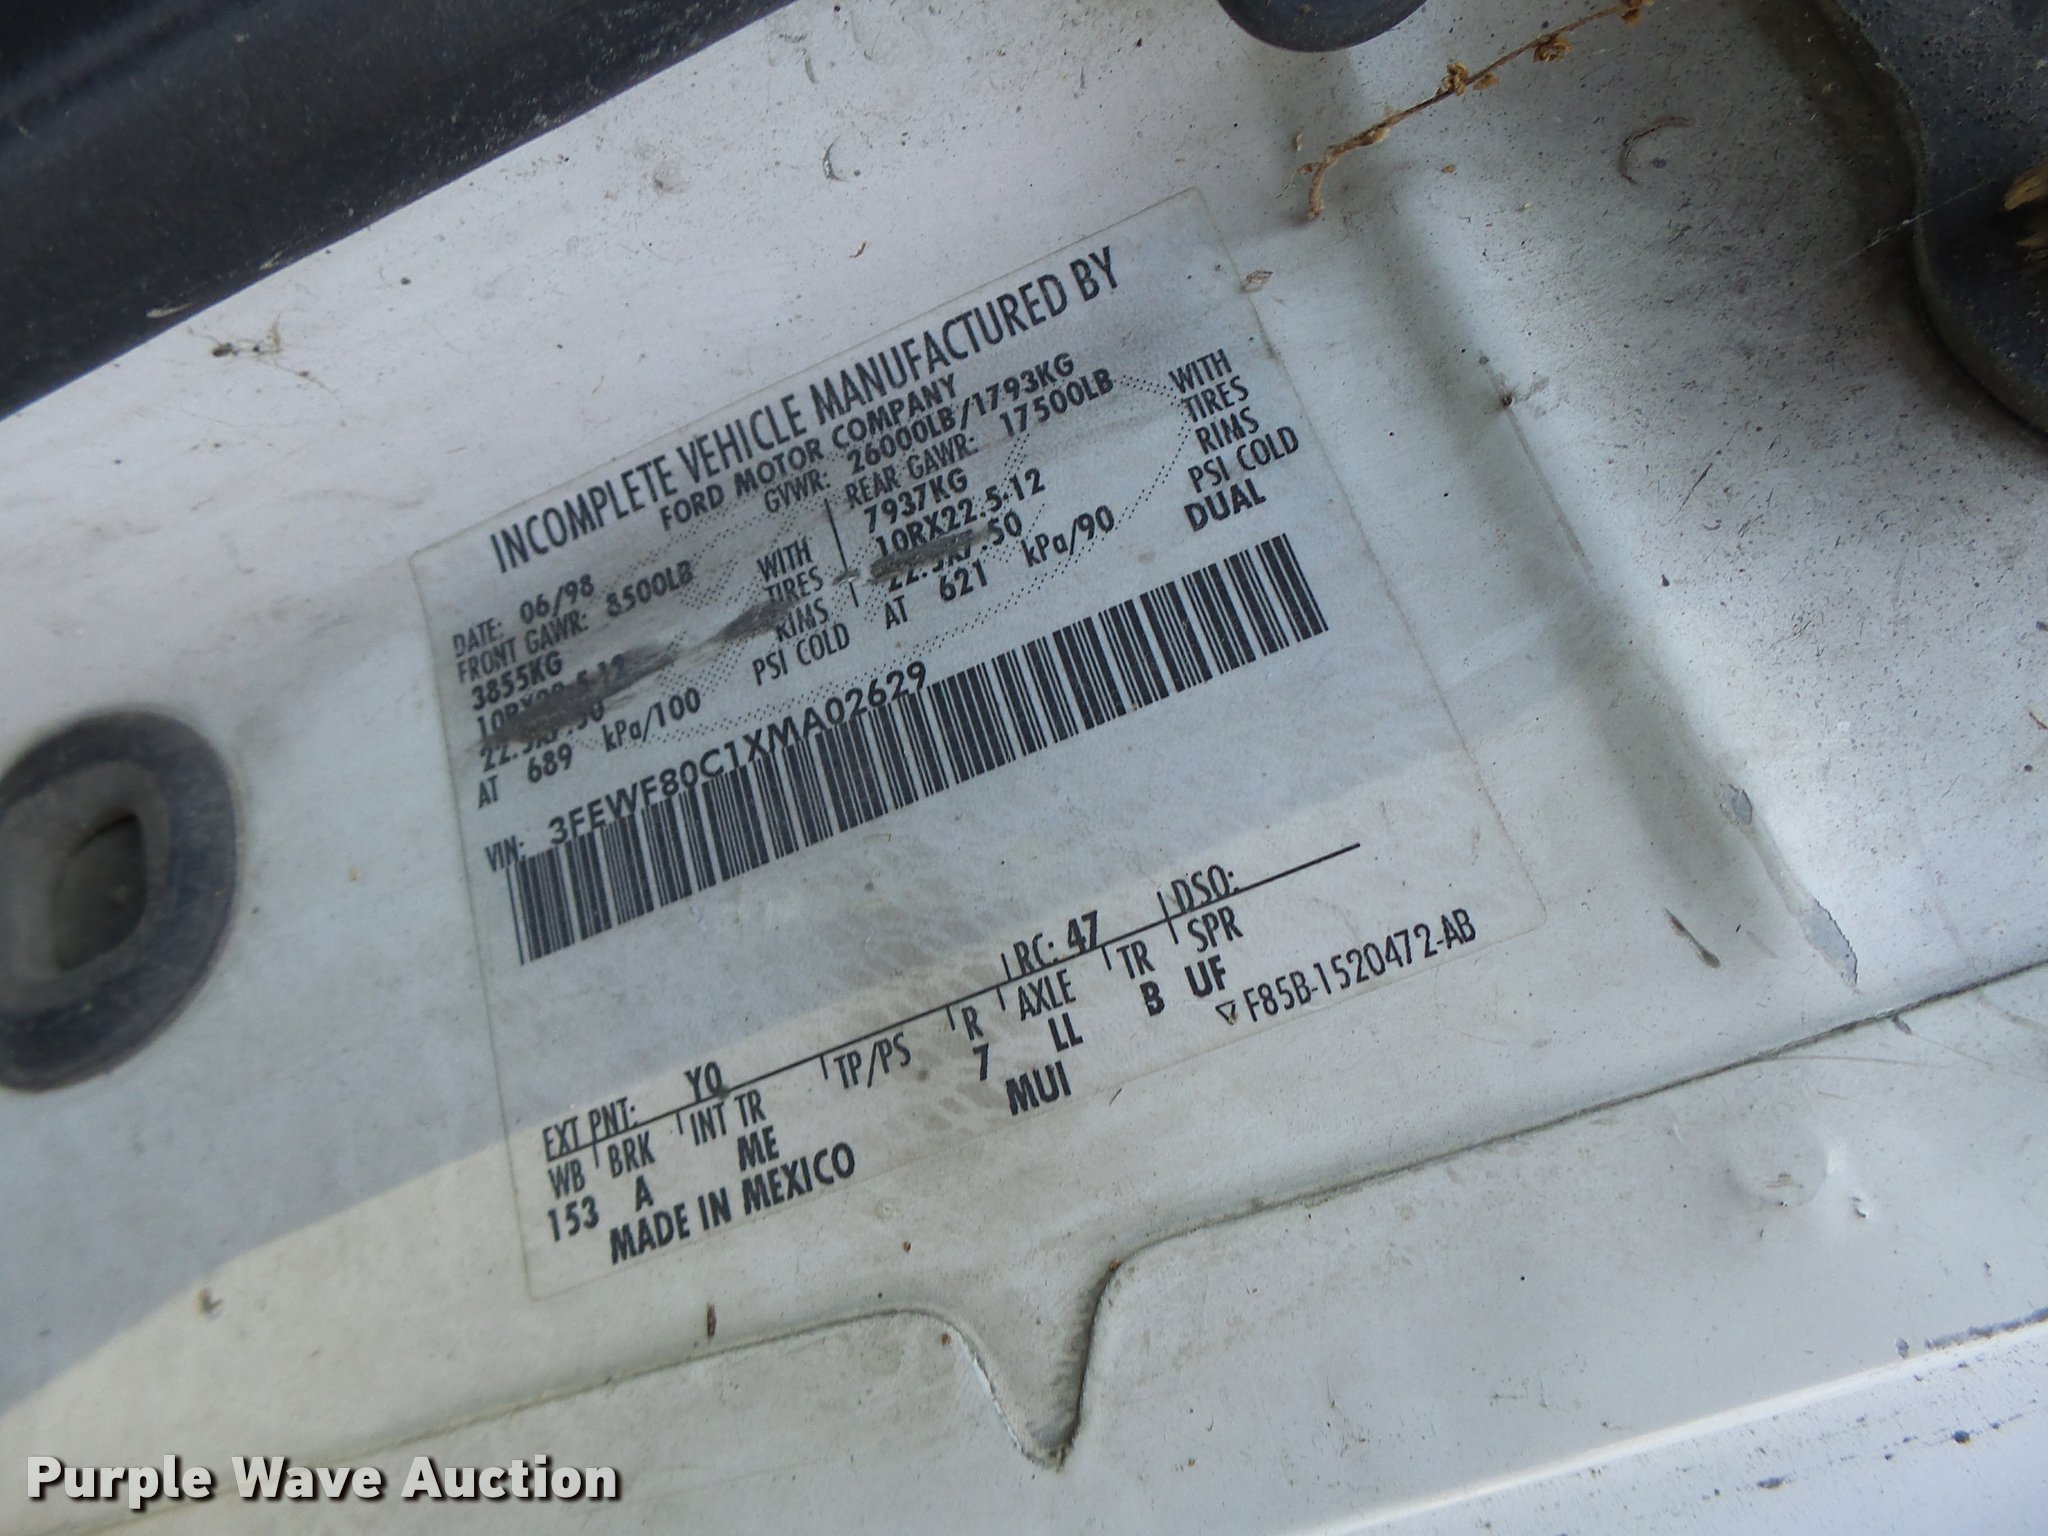 INCOMPLETE VEHICLE MANUFACTURED BY
FORD MOTOR COMPANY
DATE: 06/98 GVWR: 26000LB/1793KG
FRONT GAWR: 8500LB REAR GAWR: 17500LB
3855KG WITH 7937KG WITH
TIRES 10RX22.5-12 TIRES
RIMS .50 RIMS
AT 689 kPa/100 PSI COLD AT 621 kPa/90 PSI COLD
DUAL
VIN: 3FEWF80C1XMA02629
EXT PNT: YO RC: 47 DSO:
WB BRK INT TR TP/PS R AXLE TR SPR
153 A ME 7 LL B UF
MADE IN MEXICO MUI
F85B-1520472-AB
Purple Wave Auction